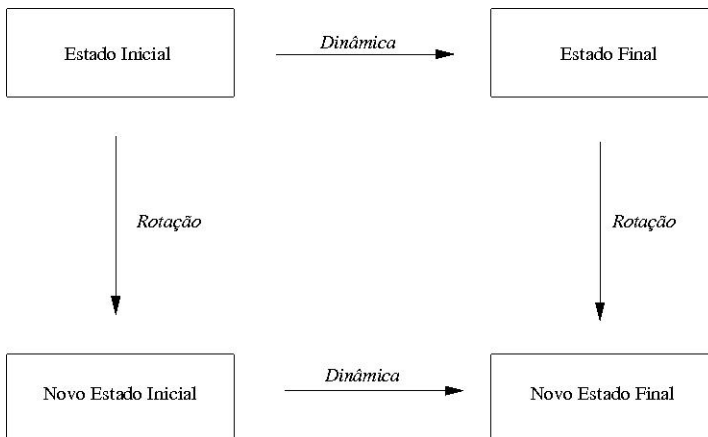 Estado Inicial
Dinâmica
Estado Final
Rotação
Rotação
Novo Estado Inicial
Dinâmica
Novo Estado Final